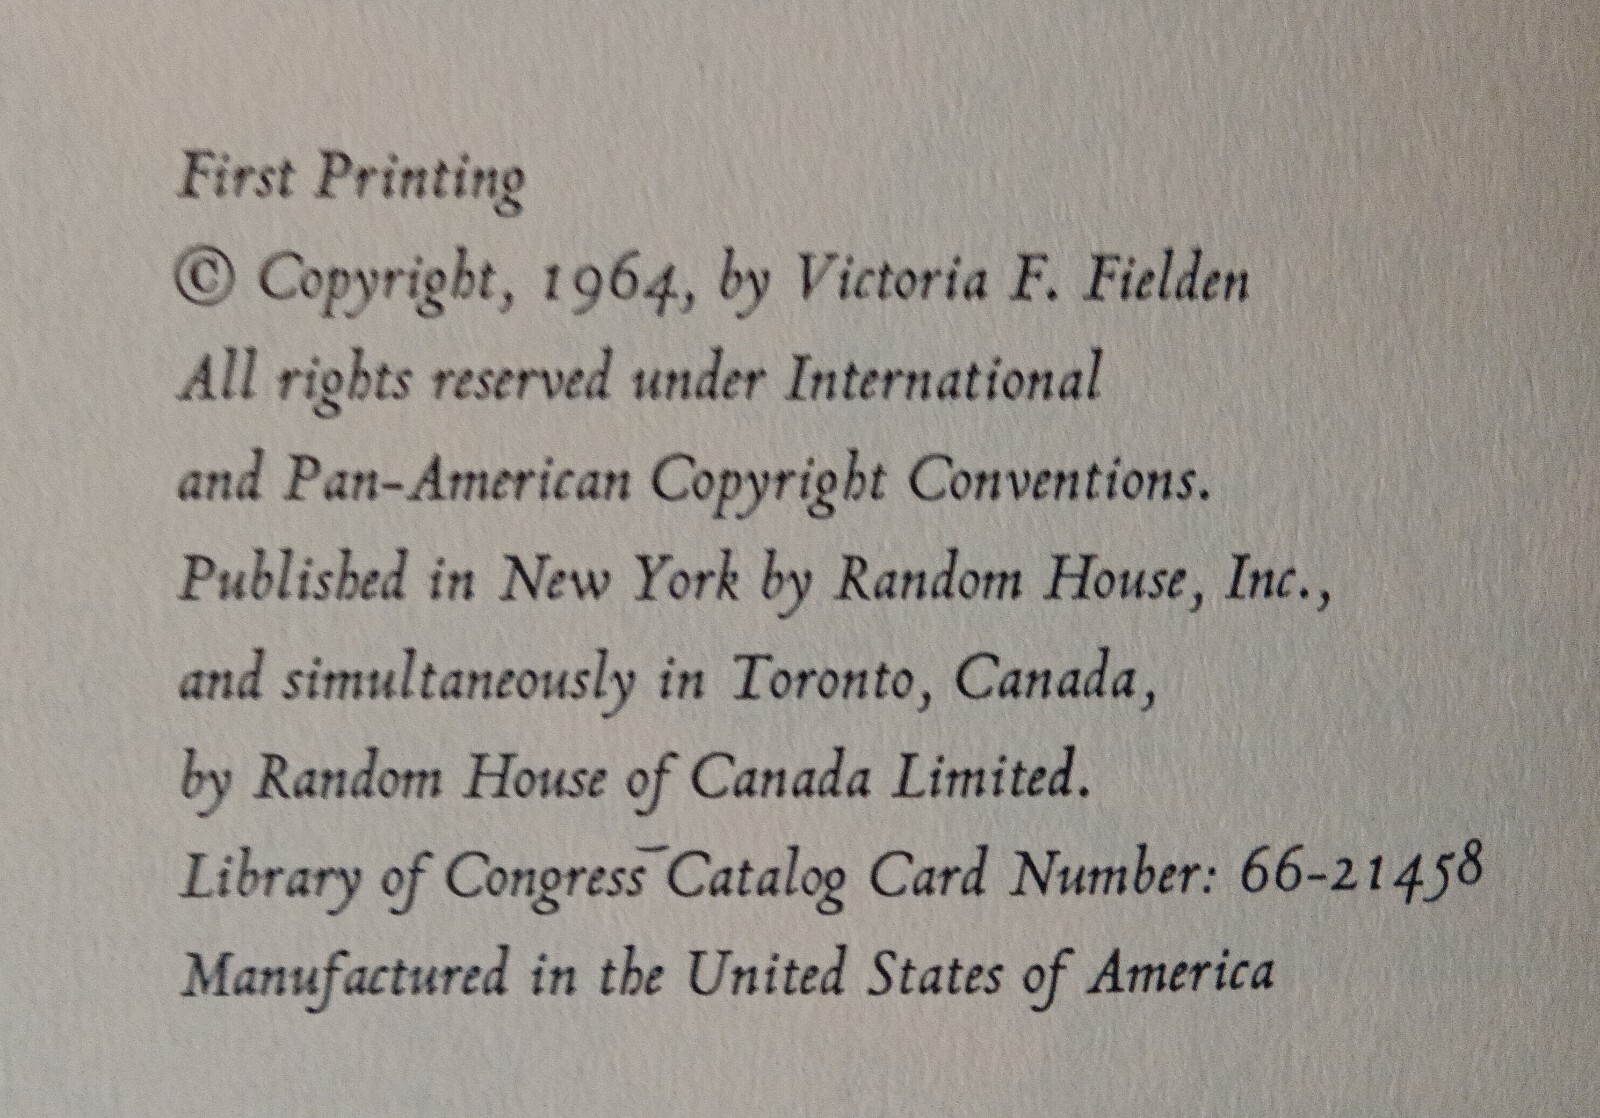 First Printing
© Copyright, 1964, by Victoria F. Fielden
All rights reserved under International
and Pan-American Copyright Conventions.
Published in New York by Random House, Inc.,
and simultaneously in Toronto, Canada,
by Random House of Canada Limited.
Library of Congress Catalog Card Number: 66-21458
Manufactured in the United States of America